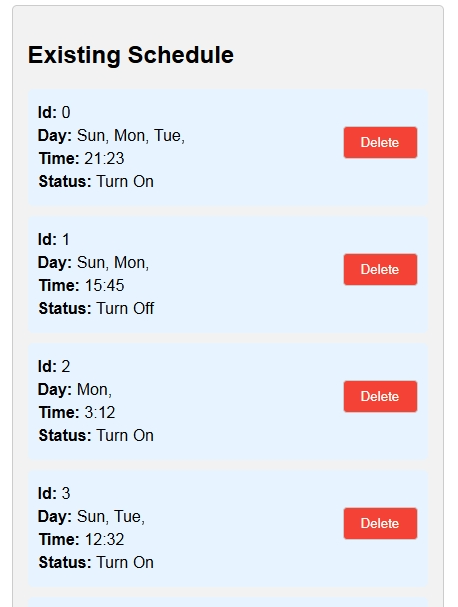 Existing Schedule
Id: 0
Day: Sun, Mon, Tue,
Time: 21:23
Status: Turn On
Delete
Id: 1
Day: Sun, Mon,
Time: 15:45
Status: Turn Off
Delete
Id: 2
Day: Mon,
Time: 3:12
Status: Turn On
Delete
Id: 3
Day: Sun, Tue,
Time: 12:32
Status: Turn On
Delete